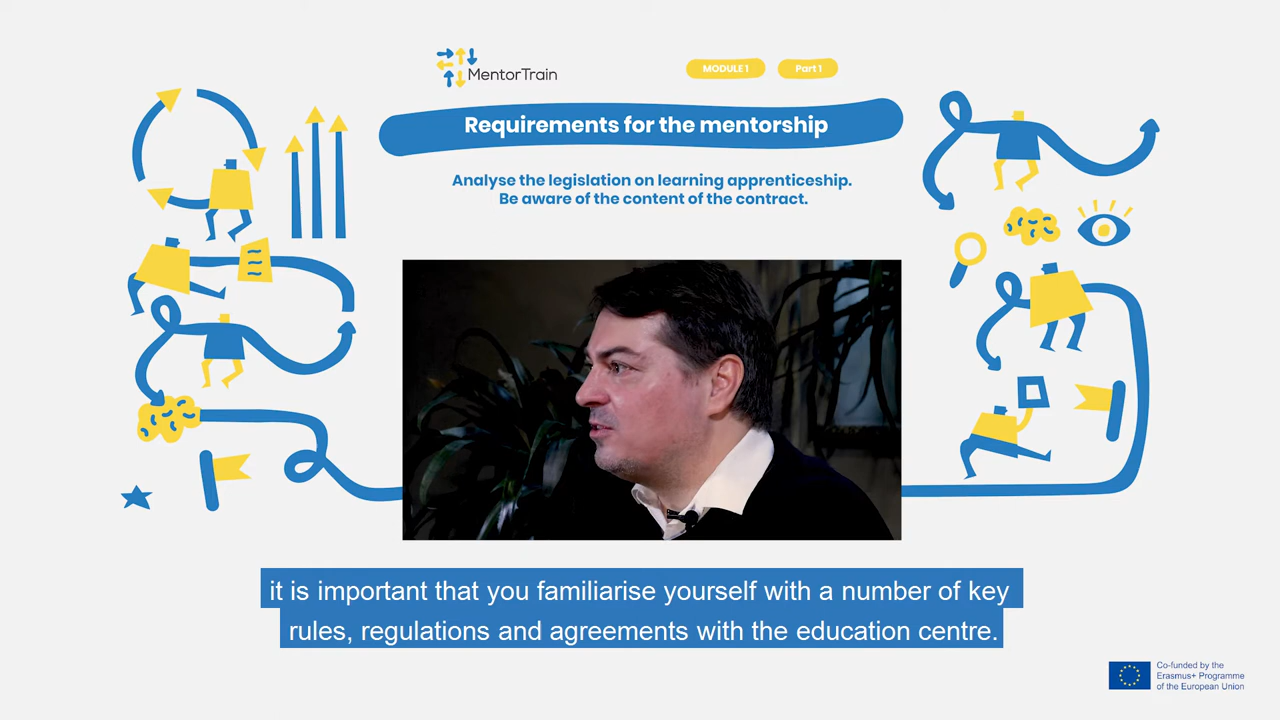 MentorTrain
MODULE 1
Part 1
Requirements for the mentorship
Analyse the legislation on learning apprenticeship.
Be aware of the content of the contract.
it is important that you familiarise yourself with a number of key
rules, regulations and agreements with the education centre.
Co-funded by the
Erasmus+ Programme
of the European Union